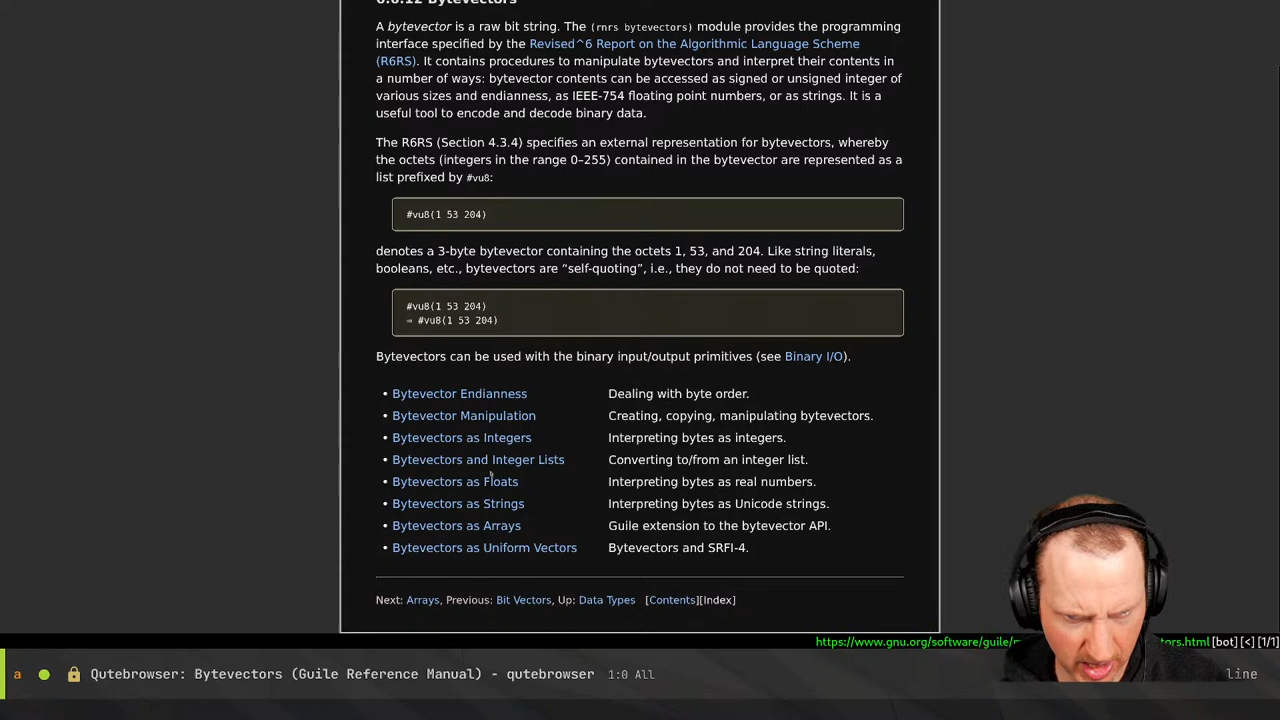 6.6.12 Bytevectors
A bytevector is a raw bit string. The (rnrs bytevectors) module provides the programming
interface specified by the Revised^6 Report on the Algorithmic Language Scheme
(R6RS). It contains procedures to manipulate bytevectors and interpret their contents in
a number of ways: bytevector contents can be accessed as signed or unsigned integer of
various sizes and endianness, as IEEE-754 floating point numbers, or as strings. It is a
useful tool to encode and decode binary data.
The R6RS (Section 4.3.4) specifies an external representation for bytevectors, whereby
the octets (integers in the range 0–255) contained in the bytevector are represented as a
list prefixed by #vu8:
#vu8(1 53 204)
denotes a 3-byte bytevector containing the octets 1, 53, and 204. Like string literals,
booleans, etc., bytevectors are “self-quoting”, i.e., they do not need to be quoted:
#vu8(1 53 204)
⇒ #vu8(1 53 204)
Bytevectors can be used with the binary input/output primitives (see Binary I/O).
• Bytevector Endianness Dealing with byte order.
• Bytevector Manipulation Creating, copying, manipulating bytevectors.
• Bytevectors as Integers Interpreting bytes as integers.
• Bytevectors and Integer Lists Converting to/from an integer list.
• Bytevectors as Floats Interpreting bytes as real numbers.
• Bytevectors as Strings Interpreting bytes as Unicode strings.
• Bytevectors as Arrays Guile extension to the bytevector API.
• Bytevectors as Uniform Vectors Bytevectors and SRFI-4.
Next: Arrays, Previous: Bit Vectors, Up: Data Types [Contents][Index]
https://www.gnu.org/software/guile/m tors.html [bot] [<] [1/1]
a Qutebrowser: Bytevectors (Guile Reference Manual) - qutebrowser 1:0 All line